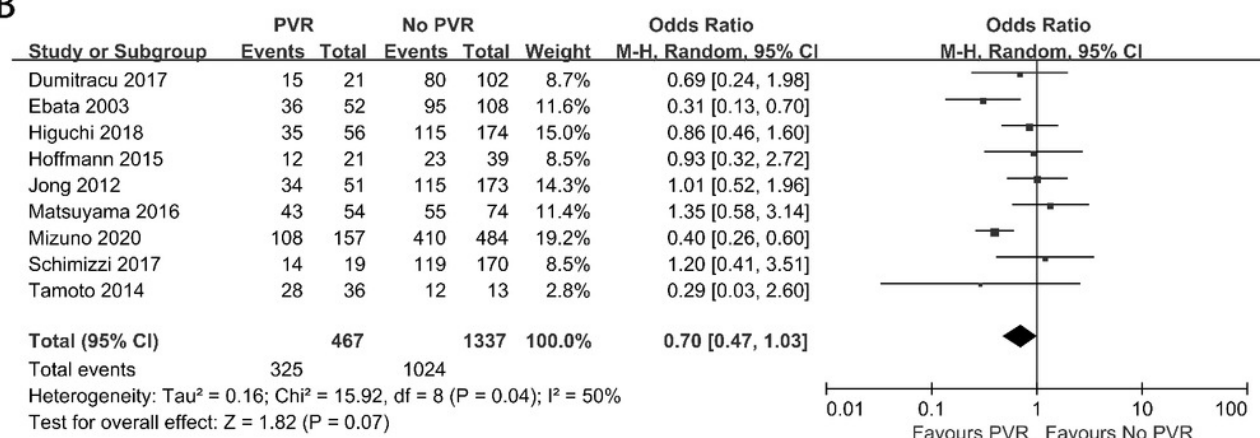 B
PVR No PVR Odds Ratio Odds Ratio
Study or Subgroup Events Total Events Total Weight M-H, Random, 95% CI M-H, Random, 95% CI
Dumitracu 2017 15 21 80 102 8.7% 0.69 [0.24, 1.98]
Ebata 2003 36 52 95 108 11.6% 0.31 [0.13, 0.70]
Higuchi 2018 35 56 115 174 15.0% 0.86 [0.46, 1.60]
Hoffmann 2015 12 21 23 39 8.5% 0.93 [0.32, 2.72]
Jong 2012 34 51 115 173 14.3% 1.01 [0.52, 1.96]
Matsuyama 2016 43 54 55 74 11.4% 1.35 [0.58, 3.14]
Mizuno 2020 108 157 410 484 19.2% 0.40 [0.26, 0.60]
Schimizzi 2017 14 19 119 170 8.5% 1.20 [0.41, 3.51]
Tamoto 2014 28 36 12 13 2.8% 0.29 [0.03, 2.60]
Total (95% CI) 467 1337 100.0% 0.70 [0.47, 1.03]
Total events 325 1024
Heterogeneity: Tau² = 0.16; Chi² = 15.92, df = 8 (P = 0.04); I² = 50%
Test for overall effect: Z = 1.82 (P = 0.07)
0.01 0.1 1 10 100
Favours PVR Favours No PVR